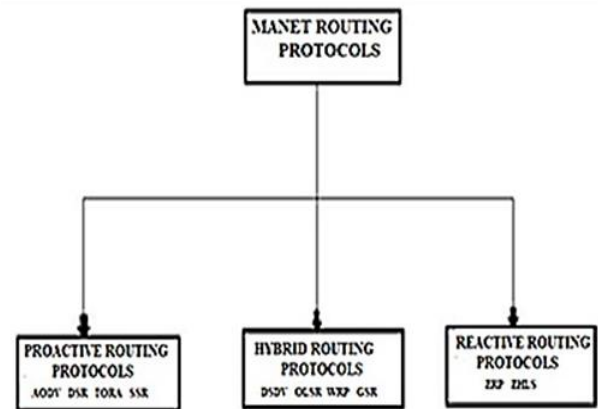 MANET ROUTING
PROTOCOLS
PROACTIVE ROUTING
PROTOCOLS
AODV DSR TORA SSR
HYBRID ROUTING
PROTOCOLS
DSDV OLSR WRP GSR
REACTIVE ROUTING
PROTOCOLS
ZRP ZHLS